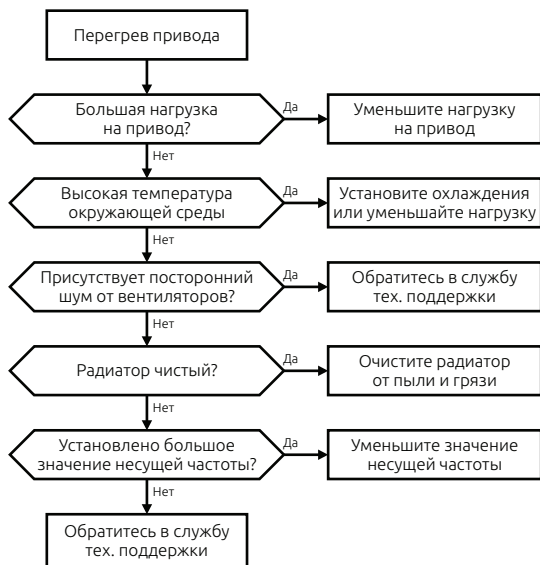 Перегрев привода
Большая нагрузка
на привод?
Да
Уменьшите нагрузку
на привод
Нет
Высокая температура
окружающей среды
Да
Установите охлаждения
или уменьшайте нагрузку
Нет
Присутствует посторонний
шум от вентиляторов?
Да
Обратитесь в службу
тех. поддержки
Нет
Радиатор чистый?
Да
Очистите радиатор
от пыли и грязи
Нет
Установлено большое
значение несущей частоты?
Да
Уменьшите значение
несущей частоты
Нет
Обратитесь в службу
тех. поддержки